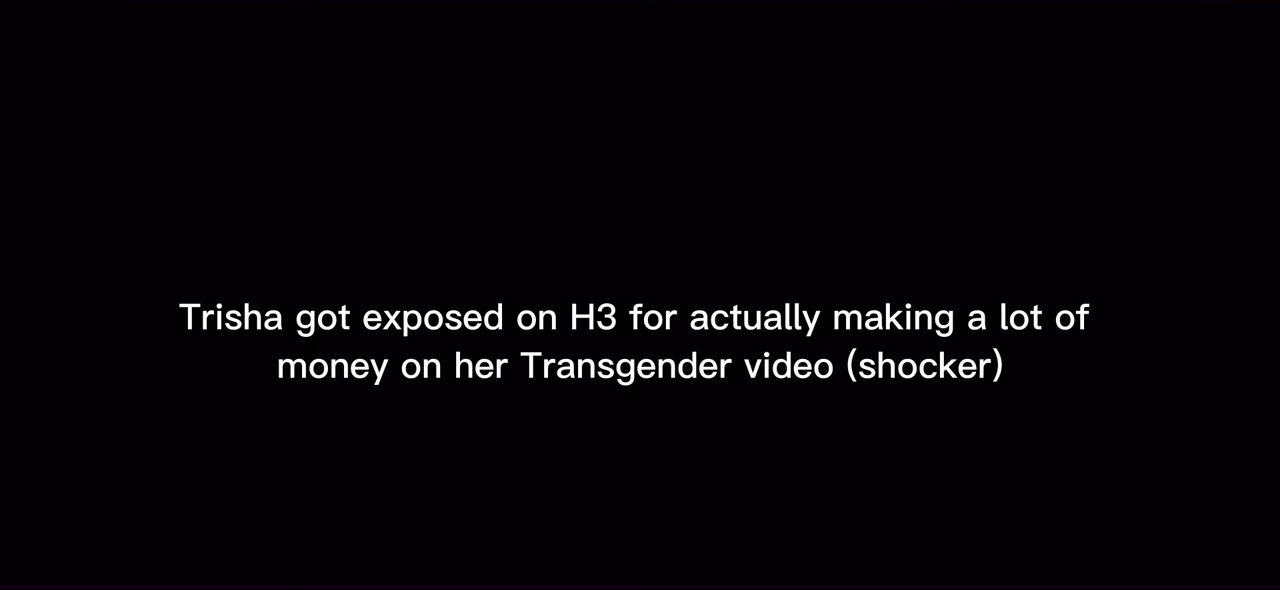 Trisha got exposed on H3 for actually making a lot of
money on her Transgender video (shocker)